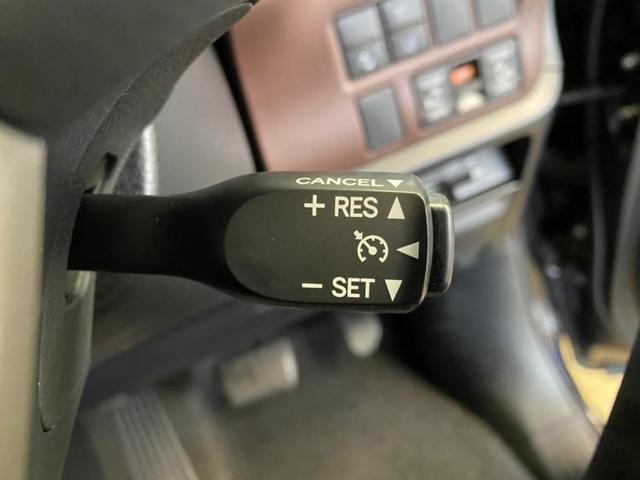 CANCEL ▼
+ RES ▲
◀
− SET ▼